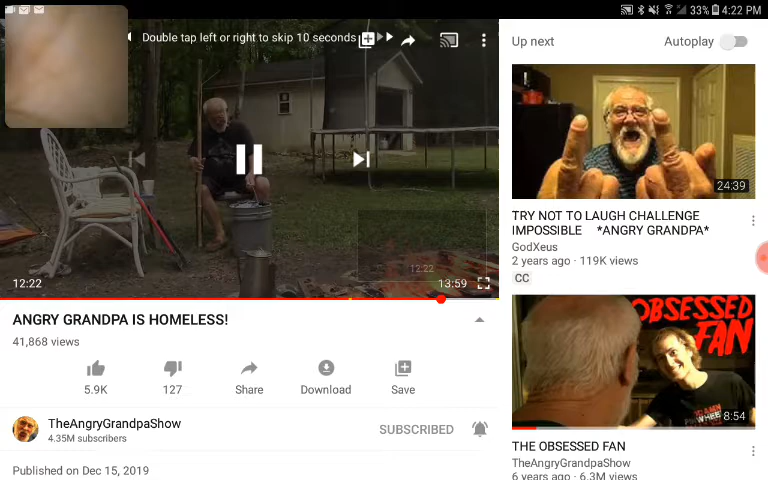 33% 4:22 PM
Double tap left or right to skip 10 seconds
12:22
12:22
13:59
ANGRY GRANDPA IS HOMELESS!
41,868 views
5.9K
127
Share
Download
Save
TheAngryGrandpaShow
4.35M subscribers
SUBSCRIBED
Published on Dec 15, 2019
Up next
Autoplay
24:39
TRY NOT TO LAUGH CHALLENGE
IMPOSSIBLE *ANGRY GRANDPA*
GodXeus
2 years ago · 119K views
CC
OBSESSED
FAN
8:54
THE OBSESSED FAN
TheAngryGrandpaShow
6 years ago · 6.3M views